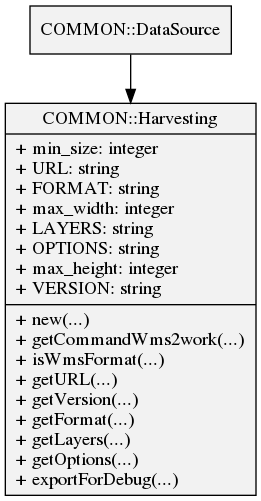 COMMON::DataSource
COMMON::Harvesting
+ min_size: integer
+ URL: string
+ FORMAT: string
+ max_width: integer
+ LAYERS: string
+ OPTIONS: string
+ max_height: integer
+ VERSION: string
+ new(...)
+ getCommandWms2work(...)
+ isWmsFormat(...)
+ getURL(...)
+ getVersion(...)
+ getFormat(...)
+ getLayers(...)
+ getOptions(...)
+ exportForDebug(...)